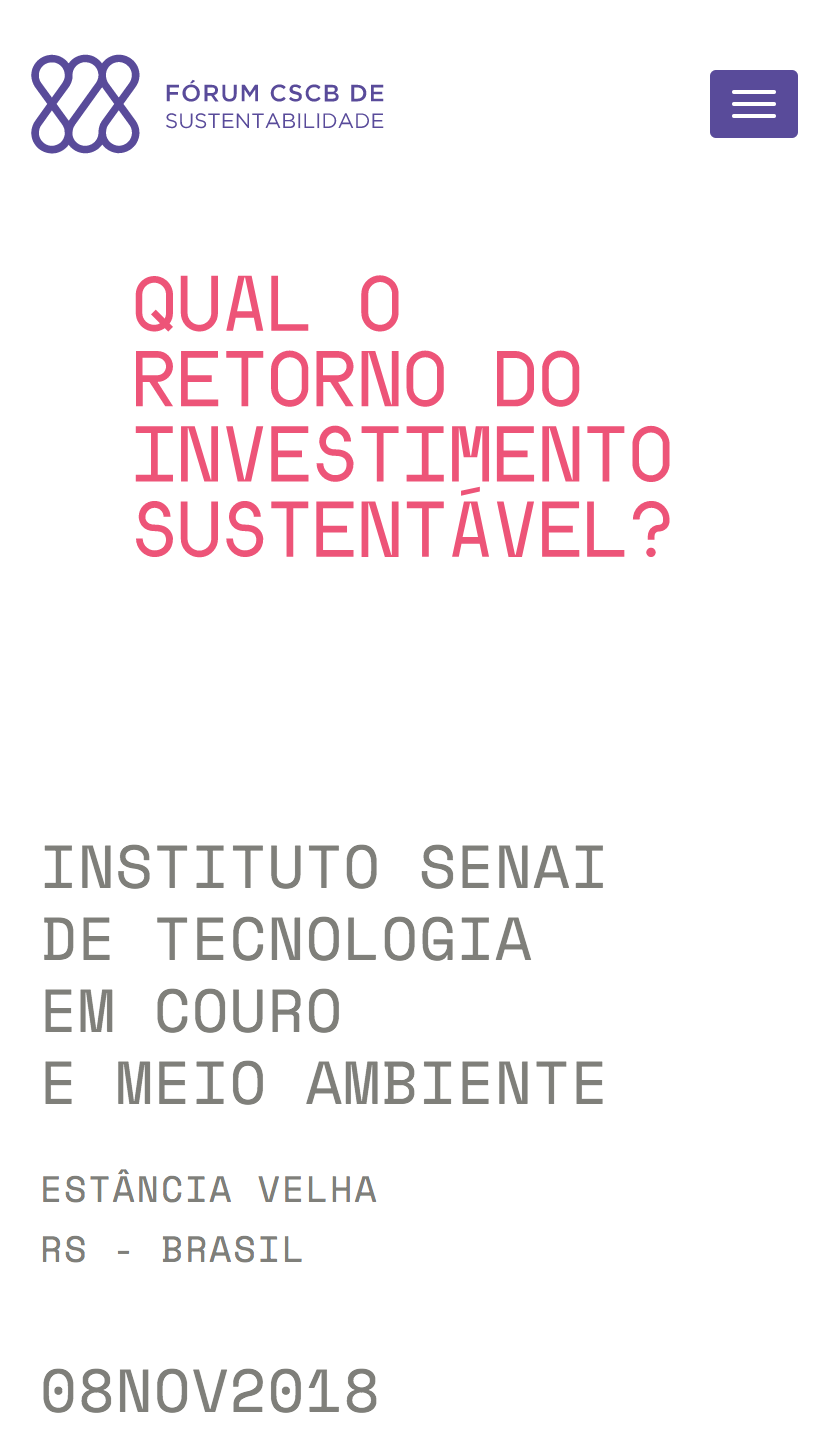 FÓRUM CSCB DE
SUSTENTABILIDADE
QUAL O
RETORNO DO
INVESTIMENTO
SUSTENTÁVEL?
INSTITUTO SENAI
DE TECNOLOGIA
EM COURO
E MEIO AMBIENTE
ESTÂNCIA VELHA
RS - BRASIL
08NOV2018